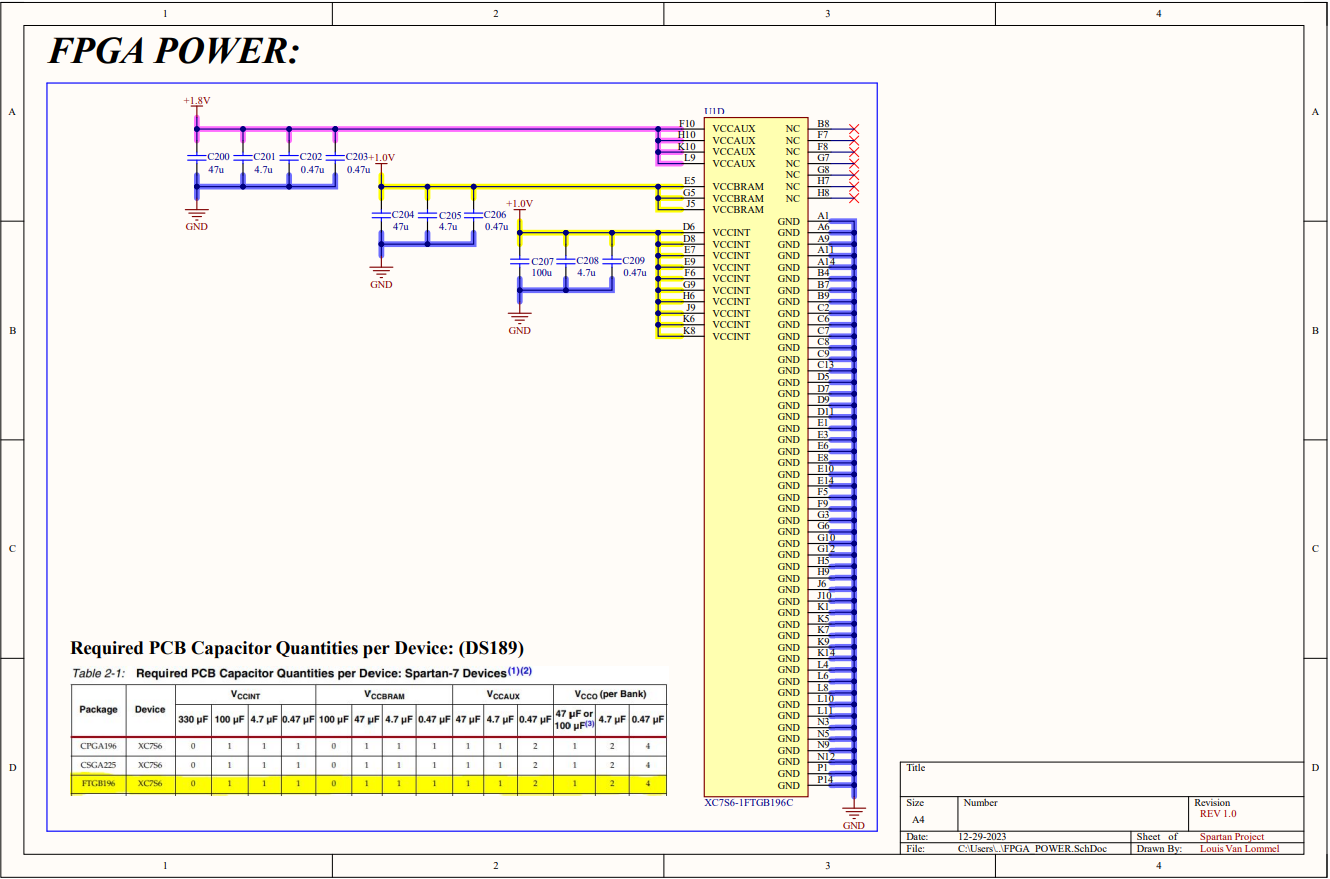 1 2 3 4
FPGA POWER:
A A
B B
C C
D D
+1.8V
C200 C201 C202 C203
47u 4.7u 0.47u 0.47u
GND
+1.0V
C204 C205 C206
47u 4.7u 0.47u
GND
+1.0V
C207 C208 C209
100u 4.7u 0.47u
GND
U1D
F10 VCCAUX NC B8
H10 VCCAUX NC F7
K10 VCCAUX NC F8
L9 VCCAUX NC G7
NC G8
E5 VCCBRAM NC H7
G5 VCCBRAM NC H8
J5 VCCBRAM
GND A1
D6 VCCINT GND A6
D8 VCCINT GND A9
E7 VCCINT GND A11
E9 VCCINT GND A14
F6 VCCINT GND B4
G9 VCCINT GND B7
H6 VCCINT GND B9
J9 VCCINT GND C2
K6 VCCINT GND C6
K8 VCCINT GND C7
GND C8
GND C9
GND C13
GND D5
GND D7
GND D9
GND D11
GND E1
GND E3
GND E6
GND E8
GND E10
GND E14
GND F5
GND F9
GND G3
GND G6
GND G10
GND G12
GND H5
GND H9
GND J6
GND J10
GND K1
GND K5
GND K7
GND K9
GND K14
GND L4
GND L6
GND L8
GND L10
GND L11
GND N3
GND N5
GND N9
GND N12
GND P1
GND P14
XC7S6-1FTGB196C
GND
Required PCB Capacitor Quantities per Device: (DS189)
Table 2-1: Required PCB Capacitor Quantities per Device: Spartan-7 Devices(1)(2)
Package Device VCCINT VCCBRAM VCCAUX VCCO (per Bank)
330 µF 100 µF 4.7 µF 0.47 µF 100 µF 47 µF 4.7 µF 0.47 µF 47 µF 4.7 µF 0.47 µF 47 µF or 100 µF(3) 4.7 µF 0.47 µF
CPGA196 XC7S6 0 1 1 1 0 1 1 1 1 1 2 1 2 4
CSGA225 XC7S6 0 1 1 1 0 1 1 1 1 1 2 1 2 4
FTGB196 XC7S6 0 1 1 1 0 1 1 1 1 1 2 1 2 4
Title
Size Number Revision
A4 REV 1.0
Date: 12-29-2023 Sheet of Spartan Project
File: C:\Users\..\FPGA_POWER.SchDoc Drawn By: Louis Van Lommel
1 2 3 4